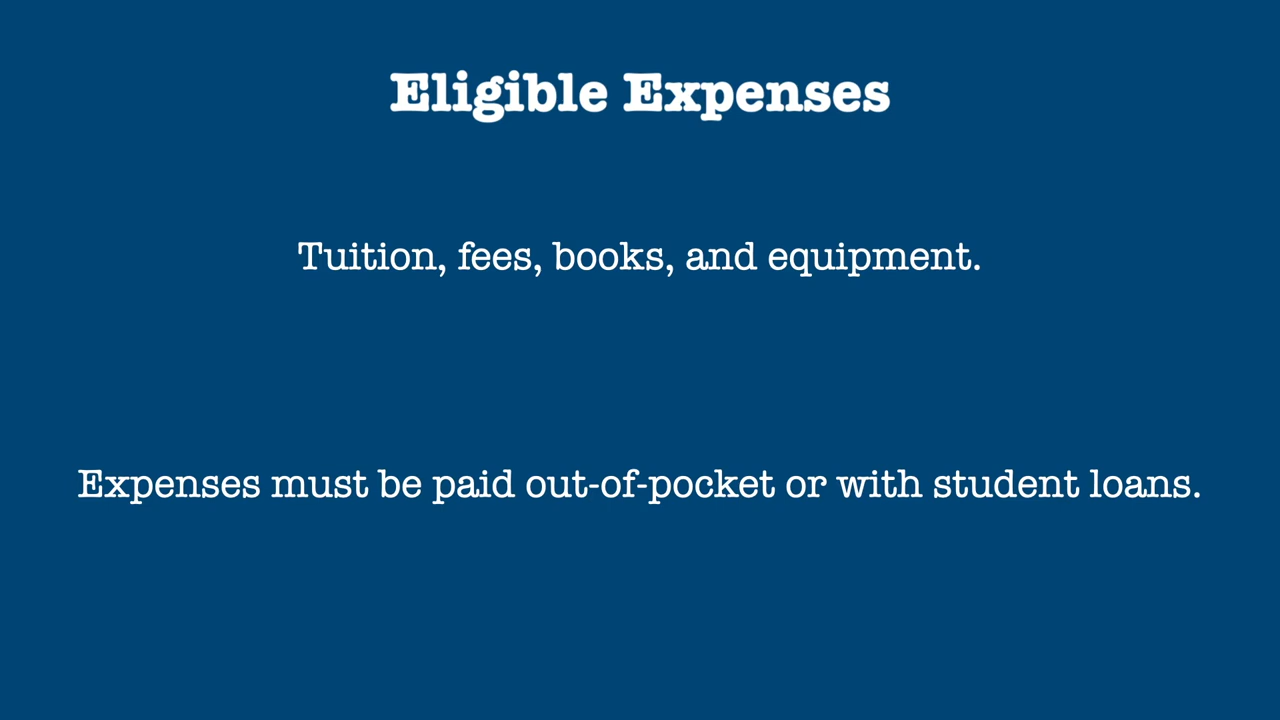 Eligible Expenses
Tuition, fees, books, and equipment.
Expenses must be paid out-of-pocket or with student loans.